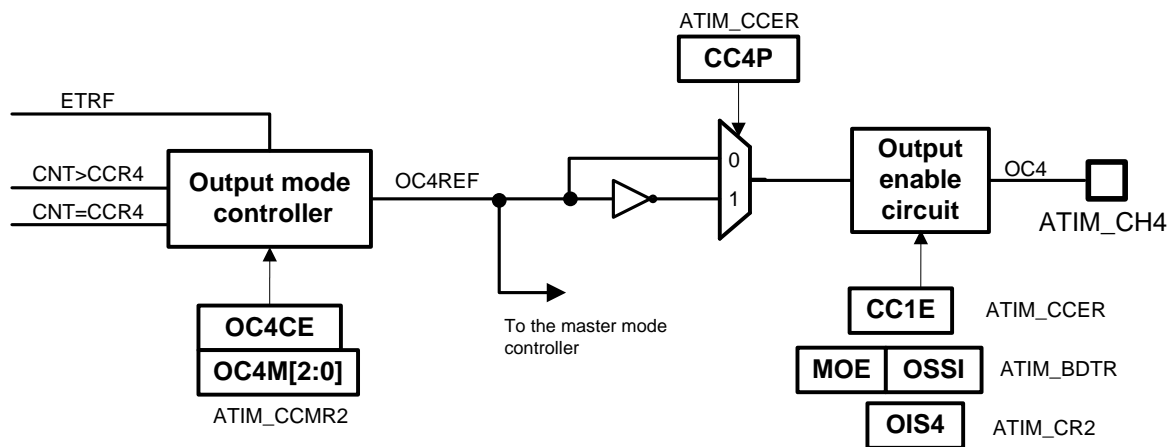 ATIM_CCER
CC4P
ETRF
0
CNT>CCR4
Output mode
controller
OC4REF
Output
enable
circuit
OC4
CNT=CCR4
1
ATIM_CH4
OC4CE
To the master mode
controller
CC1E
ATIM_CCER
OC4M[2:0]
MOE
OSSI
ATIM_BDTR
ATIM_CCMR2
OIS4
ATIM_CR2